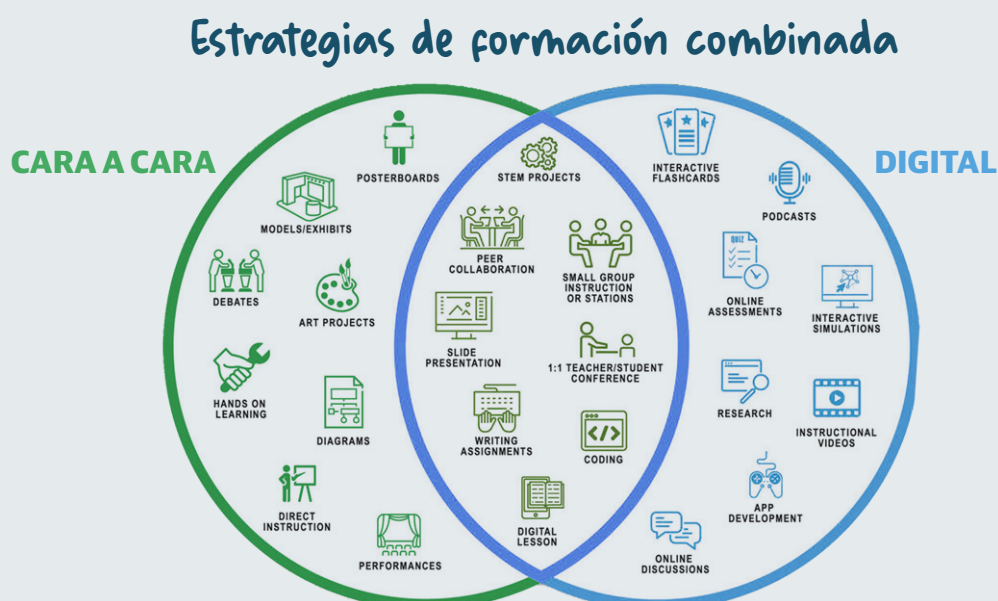 Estrategias de formación combinada
CARA A CARA
DIGITAL
POSTERBOARDS
MODELS/EXHIBITS
DEBATES
ART PROJECTS
HANDS ON
LEARNING
DIAGRAMS
DIRECT
INSTRUCTION
PERFORMANCES
STEM PROJECTS
PEER
COLLABORATION
SMALL GROUP
INSTRUCTION
OR STATIONS
SLIDE
PRESENTATION
1:1 TEACHER/STUDENT
CONFERENCE
WRITING
ASSIGNMENTS
CODING
DIGITAL
LESSON
INTERACTIVE
FLASHCARDS
PODCASTS
QUIZ
ONLINE
ASSESSMENTS
INTERACTIVE
SIMULATIONS
RESEARCH
INSTRUCTIONAL
VIDEOS
APP
DEVELOPMENT
ONLINE
DISCUSSIONS